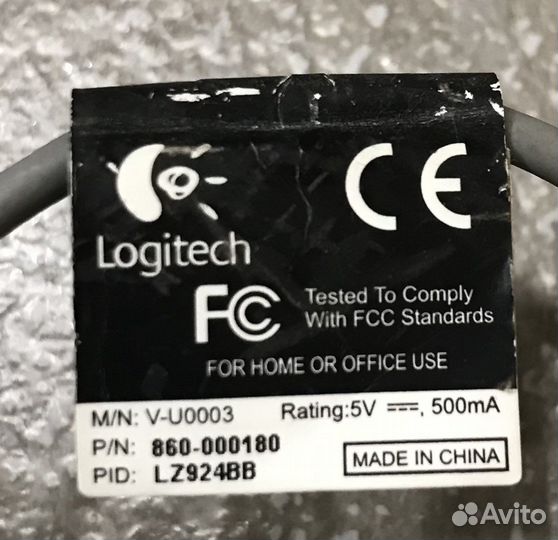 CE
Logitech
FC Tested To Comply
With FCC Standards
FOR HOME OR OFFICE USE
M/N: V-U0003 Rating:5V ⎓, 500mA
P/N: 860-000180
PID: LZ924BB
MADE IN CHINA
Avito